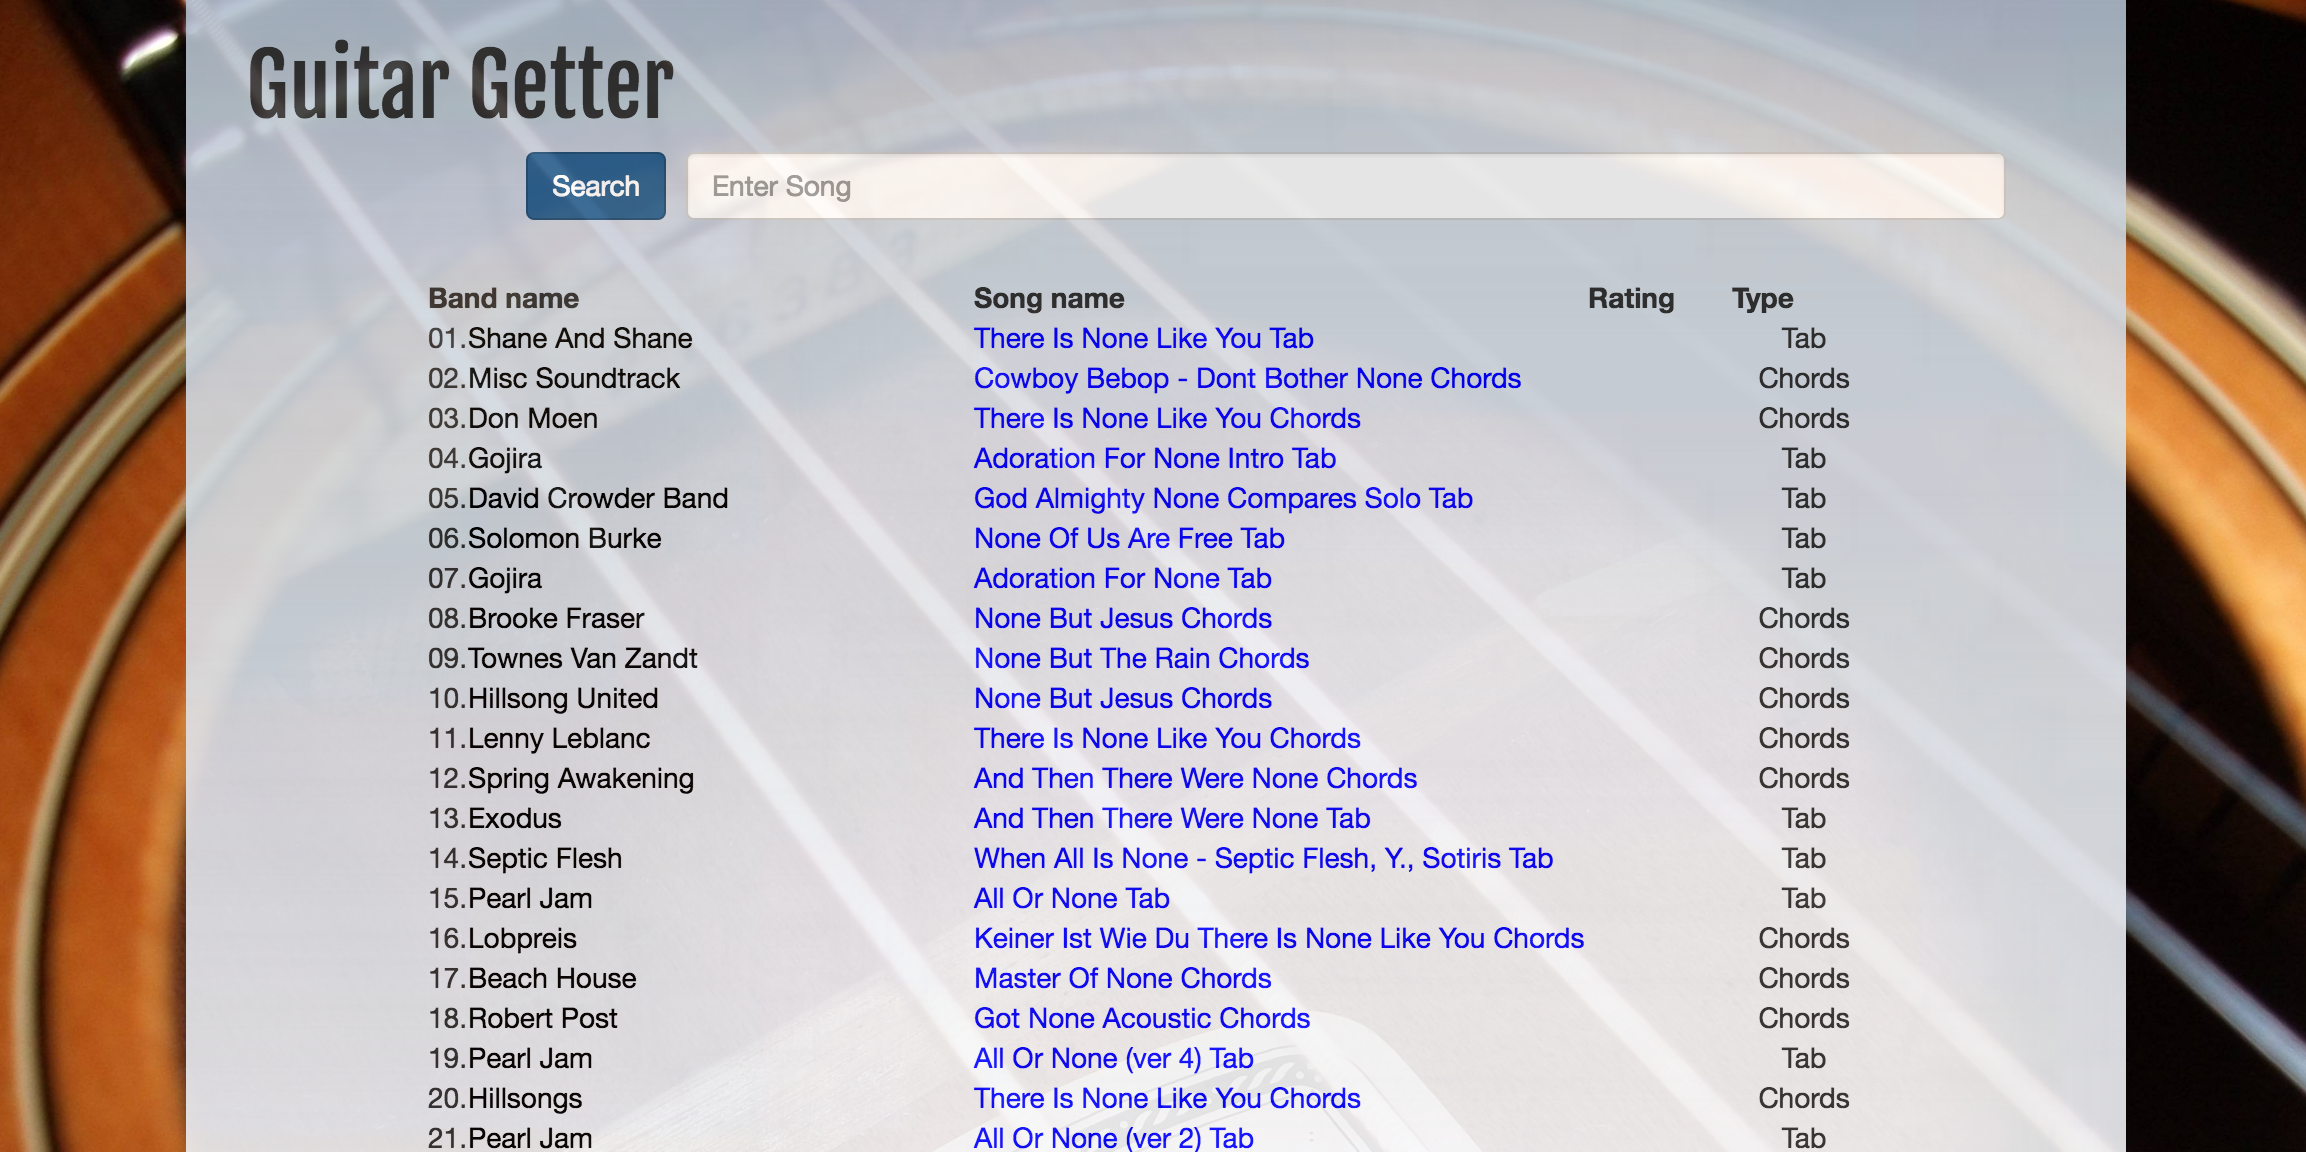 Guitar Getter
Search Enter Song
Band name Song name Rating Type
01.Shane And Shane There Is None Like You Tab Tab
02.Misc Soundtrack Cowboy Bebop - Dont Bother None Chords Chords
03.Don Moen There Is None Like You Chords Chords
04.Gojira Adoration For None Intro Tab Tab
05.David Crowder Band God Almighty None Compares Solo Tab Tab
06.Solomon Burke None Of Us Are Free Tab Tab
07.Gojira Adoration For None Tab Tab
08.Brooke Fraser None But Jesus Chords Chords
09.Townes Van Zandt None But The Rain Chords Chords
10.Hillsong United None But Jesus Chords Chords
11.Lenny Leblanc There Is None Like You Chords Chords
12.Spring Awakening And Then There Were None Chords Chords
13.Exodus And Then There Were None Tab Tab
14.Septic Flesh When All Is None - Septic Flesh, Y., Sotiris Tab Tab
15.Pearl Jam All Or None Tab Tab
16.Lobpreis Keiner Ist Wie Du There Is None Like You Chords Chords
17.Beach House Master Of None Chords Chords
18.Robert Post Got None Acoustic Chords Chords
19.Pearl Jam All Or None (ver 4) Tab Tab
20.Hillsongs There Is None Like You Chords Chords
21.Pearl Jam All Or None (ver 2) Tab Tab